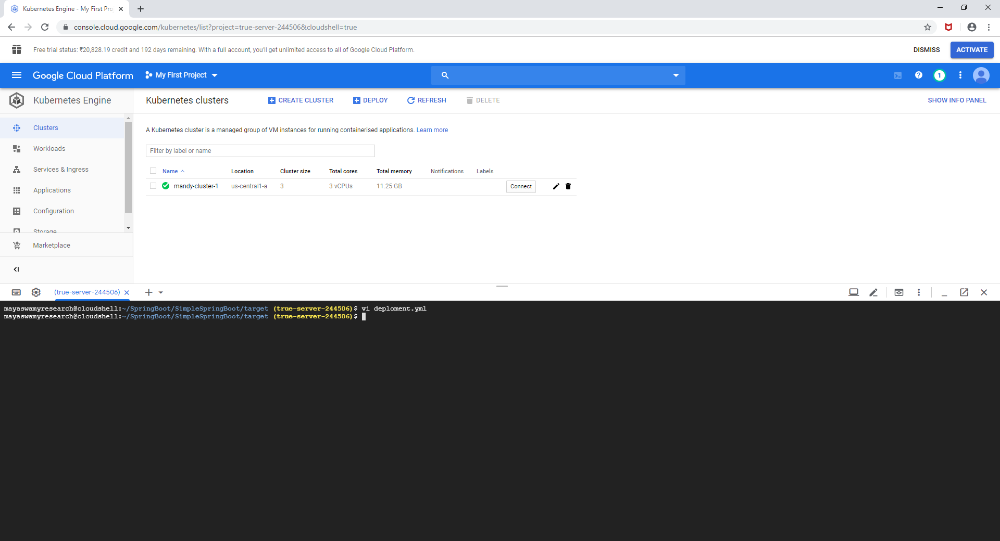 Kubernetes Engine - My First Pro
console.cloud.google.com/kubernetes/list?project=true-server-244506&cloudshell=true
Free trial status: ₹20,828.19 credit and 192 days remaining. With a full account, you'll get unlimited access to all of Google Cloud Platform.
DISMISS
ACTIVATE
Google Cloud Platform
My First Project
1
Kubernetes Engine
Kubernetes clusters
CREATE CLUSTER
DEPLOY
REFRESH
DELETE
SHOW INFO PANEL
Clusters
Workloads
Services & Ingress
Applications
Configuration
Storage
Marketplace
A Kubernetes cluster is a managed group of VM instances for running containerised applications. Learn more
Filter by label or name
Name Location Cluster size Total cores Total memory Notifications Labels
mandy-cluster-1 us-central1-a 3 3 vCPUs 11.25 GB Connect
(true-server-244506)
mayaswamyresearch@cloudshell:~/SpringBoot/SimpleSpringBoot/target (true-server-244506)$ vi deploment.yml
mayaswamyresearch@cloudshell:~/SpringBoot/SimpleSpringBoot/target (true-server-244506)$